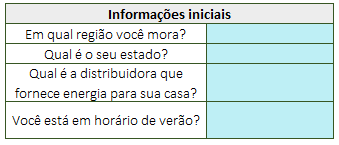 Informações iniciais
Em qual região você mora?
Qual é o seu estado?
Qual é a distribuidora que
fornece energia para sua casa?
Você está em horário de verão?